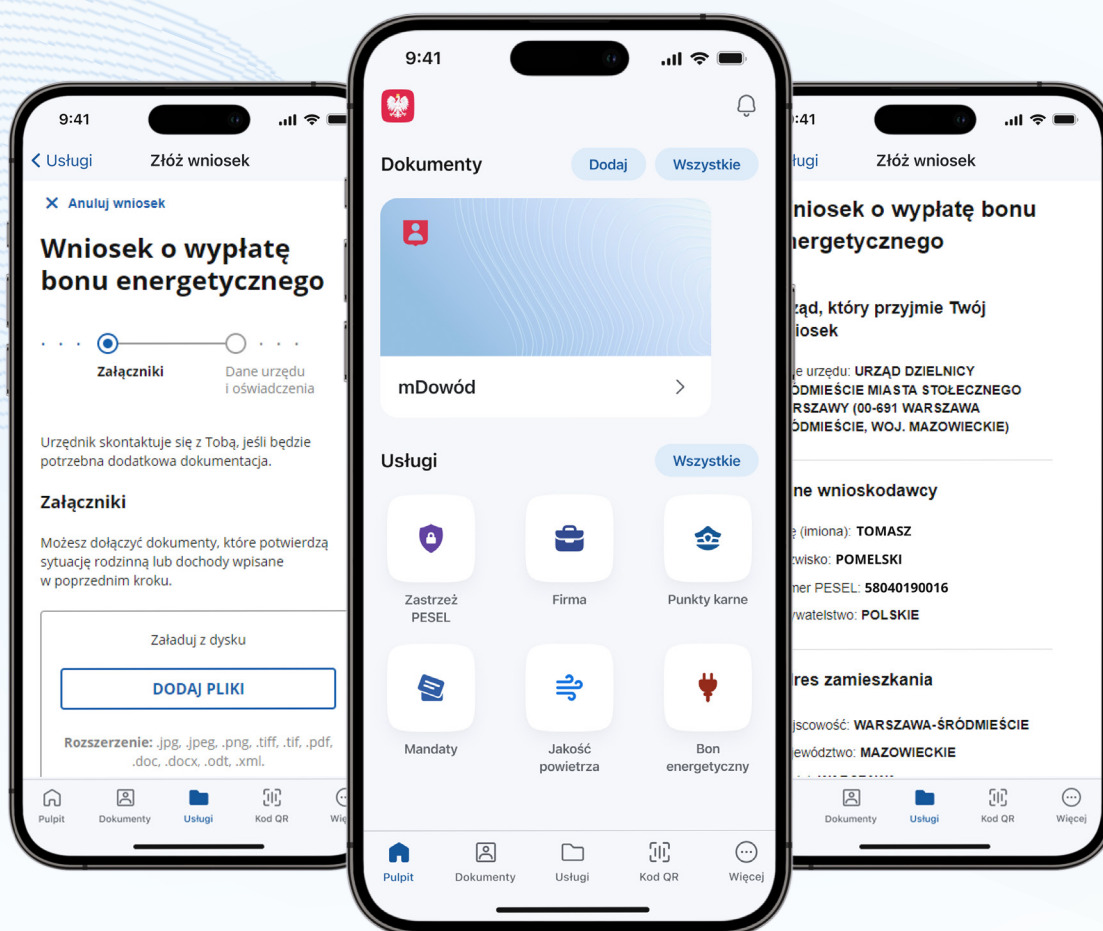 9:41
Usługi
Złóż wniosek
Anuluj wniosek
Wniosek o wypłatę
bonu energetycznego
Załączniki
Dane urzędu
i oświadczenia
Urzędnik skontaktuje się z Tobą, jeśli będzie
potrzebna dodatkowa dokumentacja.
Załączniki
Możesz dołączyć dokumenty, które potwierdzą
sytuację rodzinną lub dochody wpisane
w poprzednim kroku.
Załaduj z dysku
DODAJ PLIKI
Rozszerzenie: .jpg, .jpeg, .png, .tiff, .tif, .pdf,
.doc, .docx, .odt, .xml.
Pulpit
Dokumenty
Usługi
Kod QR
9:41
Dokumenty
Dodaj
Wszystkie
mDowód
Usługi
Wszystkie
Zastrzeż
PESEL
Firma
Punkty karne
Mandaty
Jakość
powietrza
Bon
energetyczny
Pulpit
Dokumenty
Usługi
Kod QR
Więcej
:41
ługi
Złóż wniosek
niosek o wypłatę bonu
nergetycznego
ząd, który przyjmie Twój
iosek
e urzędu: URZĄD DZIELNICY
ÓDMIEŚCIE MIASTA STOŁECZNEGO
RSZAWY (00-691 WARSZAWA
ÓDMIEŚCIE, WOJ. MAZOWIECKIE)
ne wnioskodawcy
ę (imiona): TOMASZ
zwisko: POMELSKI
mer PESEL: 58040190016
ywatelstwo: POLSKIE
res zamieszkania
jscowość: WARSZAWA-ŚRÓDMIEŚCIE
ewództwo: MAZOWIECKIE
Dokumenty
Usługi
Kod QR
Więcej